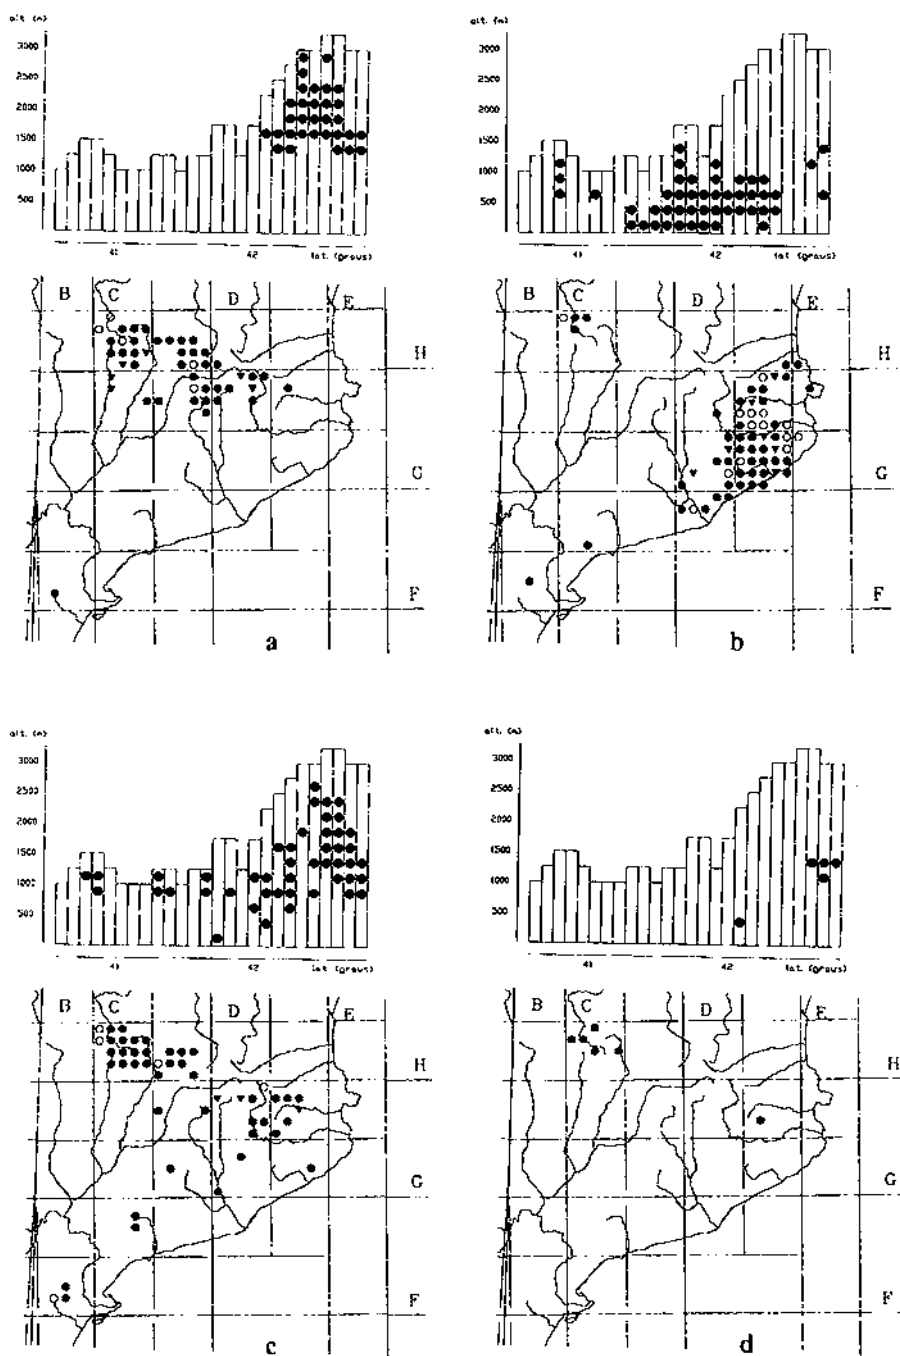 alt. (m)
3000
2500
2000
1500
1000
500
41
42
lat. (graus)
B
C
D
E
H
G
F
a
alt. (m)
3000
2500
2000
1500
1000
500
41
42
lat. (graus)
B
C
D
E
H
G
F
b
alt. (m)
3000
2500
2000
1500
1000
500
41
42
lat. (graus)
B
C
D
E
H
G
F
c
alt. (m)
3000
2500
2000
1500
1000
500
41
42
lat. (graus)
B
C
D
E
H
G
F
d